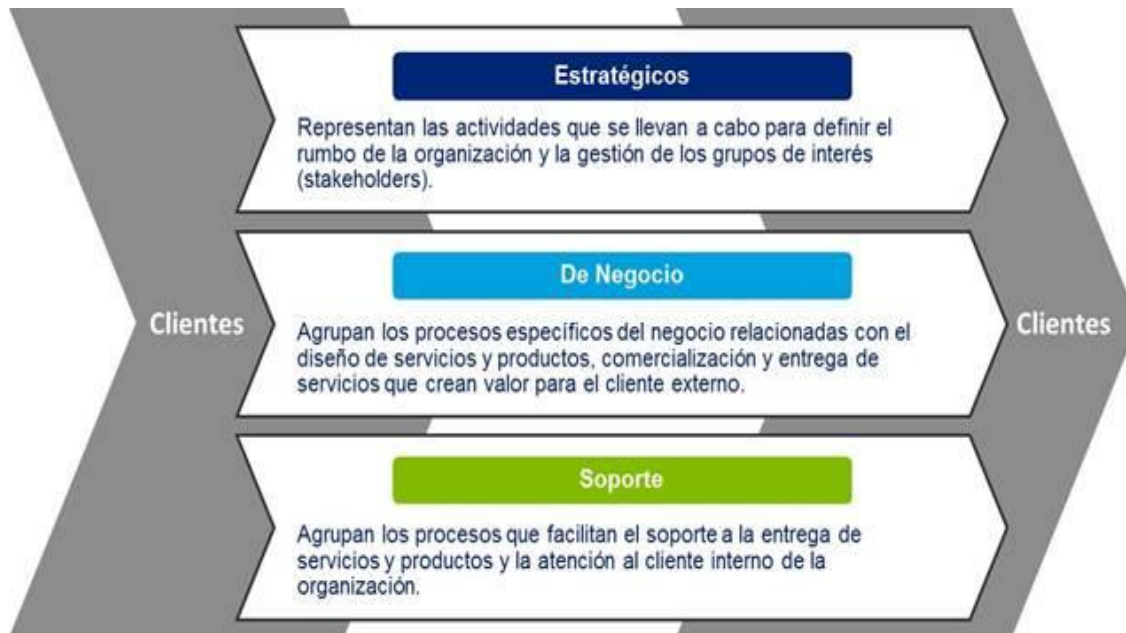 Estratégicos
Representan las actividades que se llevan a cabo para definir el
rumbo de la organización y la gestión de los grupos de interés
(stakeholders).
De Negocio
Clientes
Agrupan los procesos específicos del negocio relacionadas con el
diseño de servicios y productos, comercialización y entrega de
servicios que crean valor para el cliente externo.
Clientes
Soporte
Agrupan los procesos que facilitan el soporte a la entrega de
servicios y productos y la atención al cliente interno de la
organización.